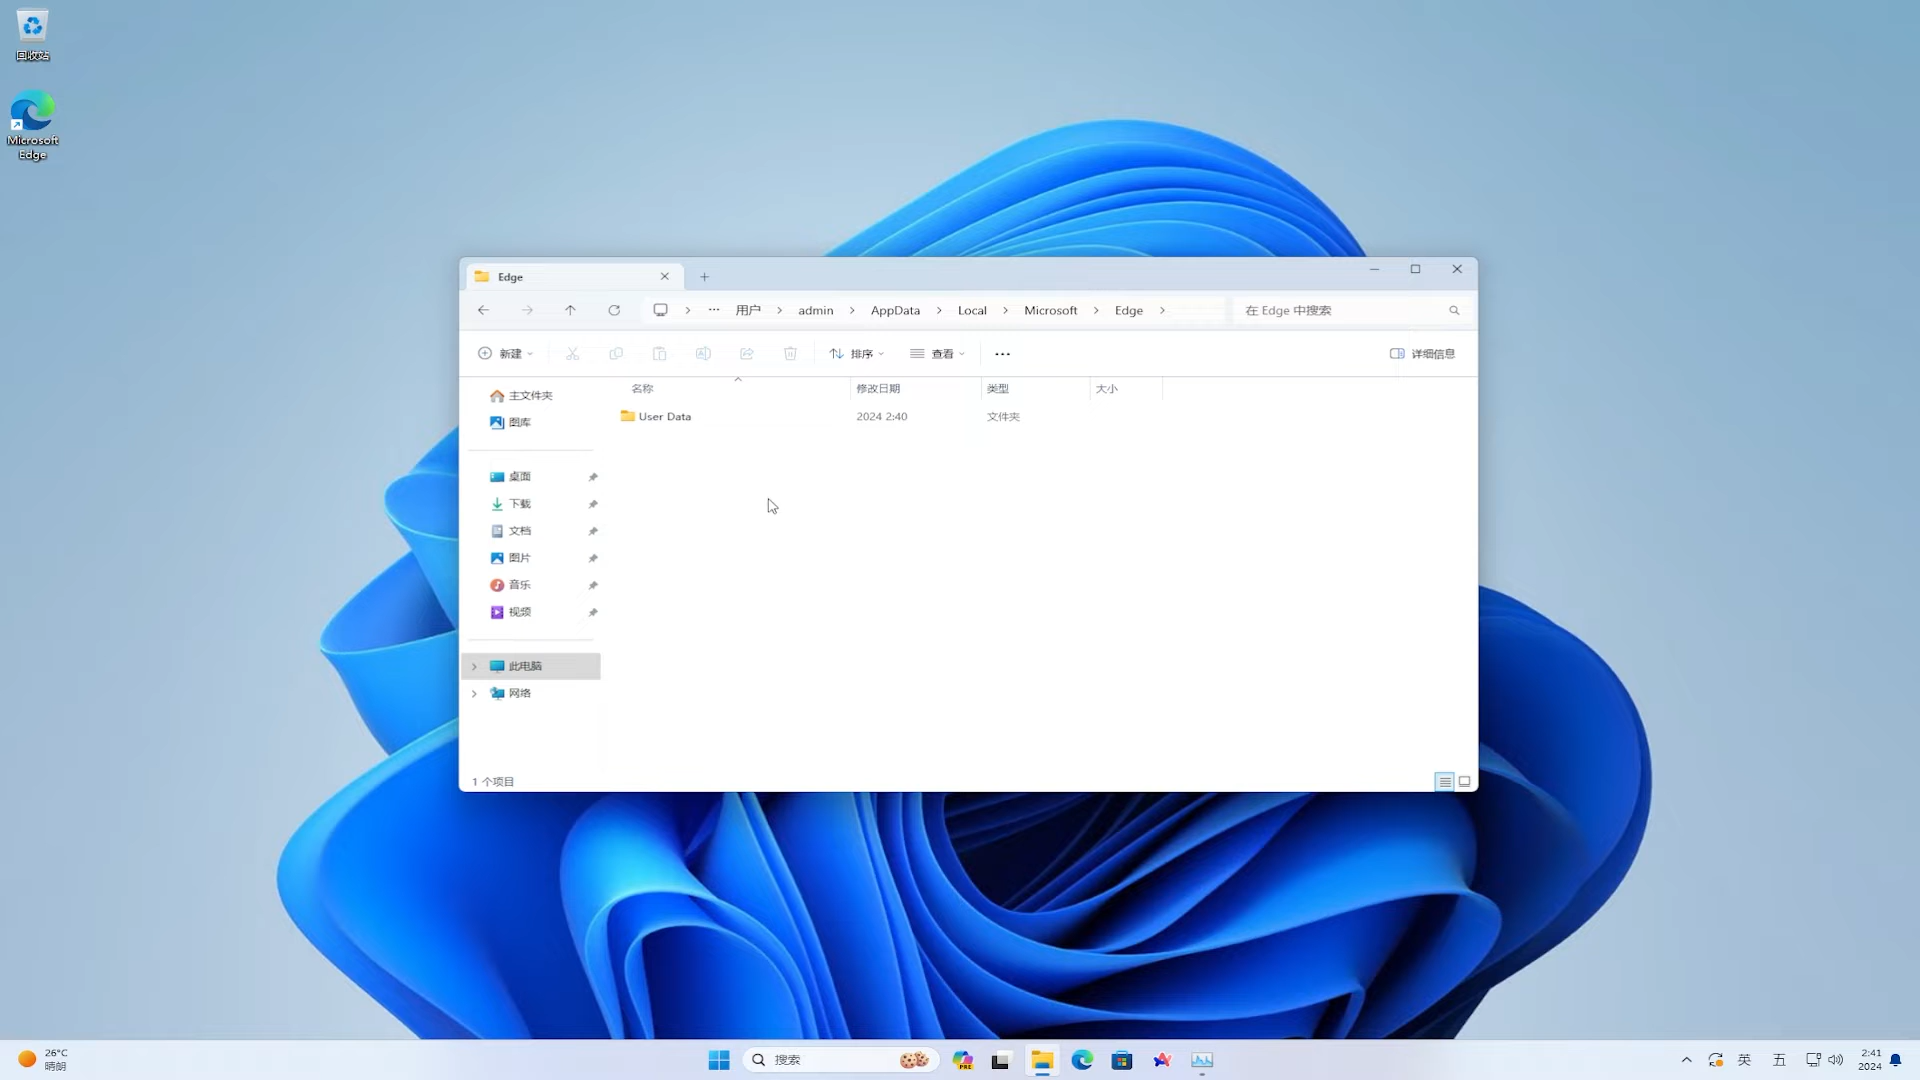 回收站
Microsoft
Edge
Edge
用户 admin AppData Local Microsoft Edge
在 Edge 中搜索
新建
排序
查看
详细信息
名称 修改日期 类型 大小
User Data 2024 2:40 文件夹
主文件夹
图库
桌面
下载
文档
图片
音乐
视频
此电脑
网络
1 个项目
26°C
晴朗
搜索
PRE
英
五
2:41
2024